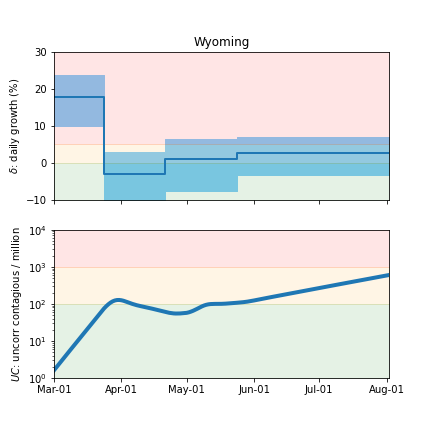 Wyoming
δ: daily growth (%)
30
20
10
0
−10
UC: uncorr contagious / million
10⁴
10³
10²
10¹
10⁰
Mar-01 Apr-01 May-01 Jun-01 Jul-01 Aug-01